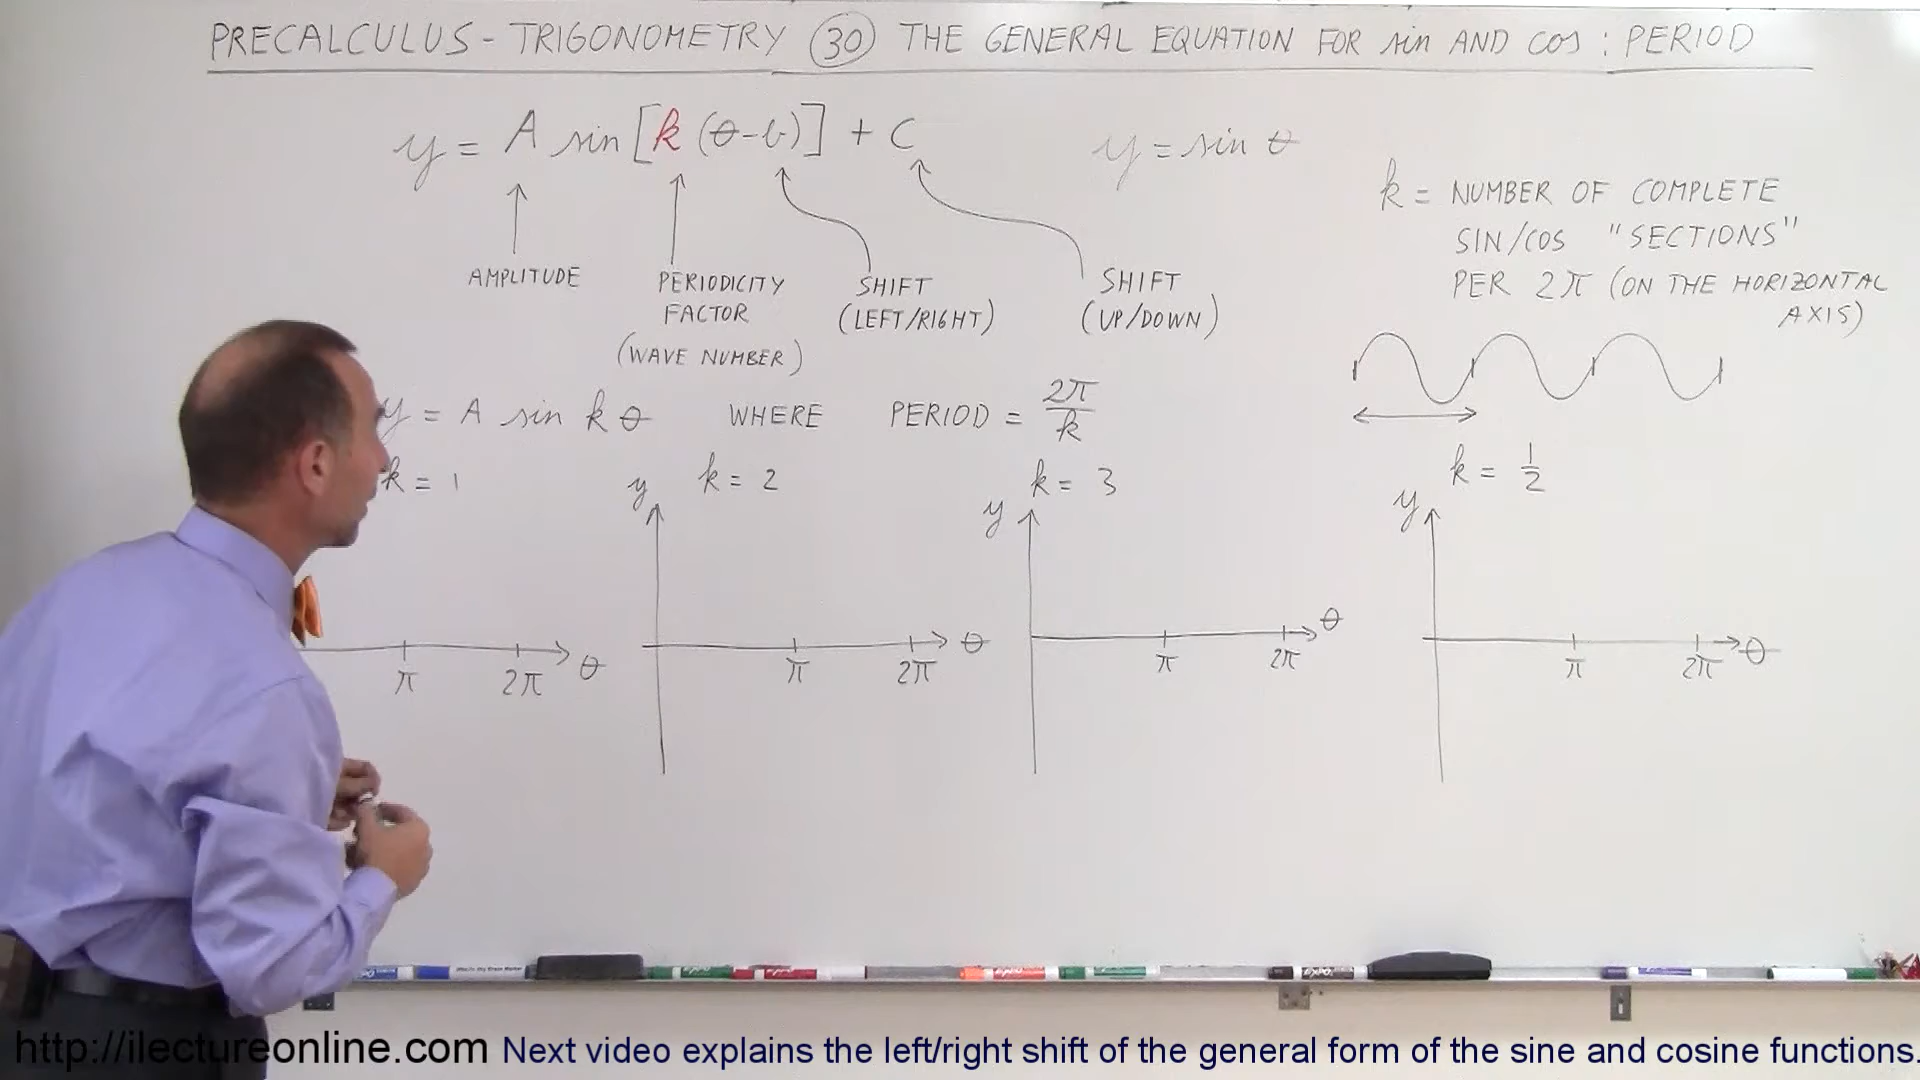 PRECALCULUS - TRIGONOMETRY 30 THE GENERAL EQUATION FOR sin AND cos : PERIOD
y = A sin [k (θ-b)] + C
y = sin θ
AMPLITUDE
PERIODICITY
FACTOR
(WAVE NUMBER)
SHIFT
(LEFT/RIGHT)
SHIFT
(UP/DOWN)
k = NUMBER OF COMPLETE
SIN/COS "SECTIONS"
PER 2π (ON THE HORIZONTAL
AXIS)
y = A sin k θ WHERE PERIOD = 2π/k
k = 1
k = 2
k = 3
k = 1/2
y
y
y
π 2π θ
π 2π θ
π 2π θ
π 2π θ
EXPO
http://ilectureonline.com Next video explains the left/right shift of the general form of the sine and cosine functions.